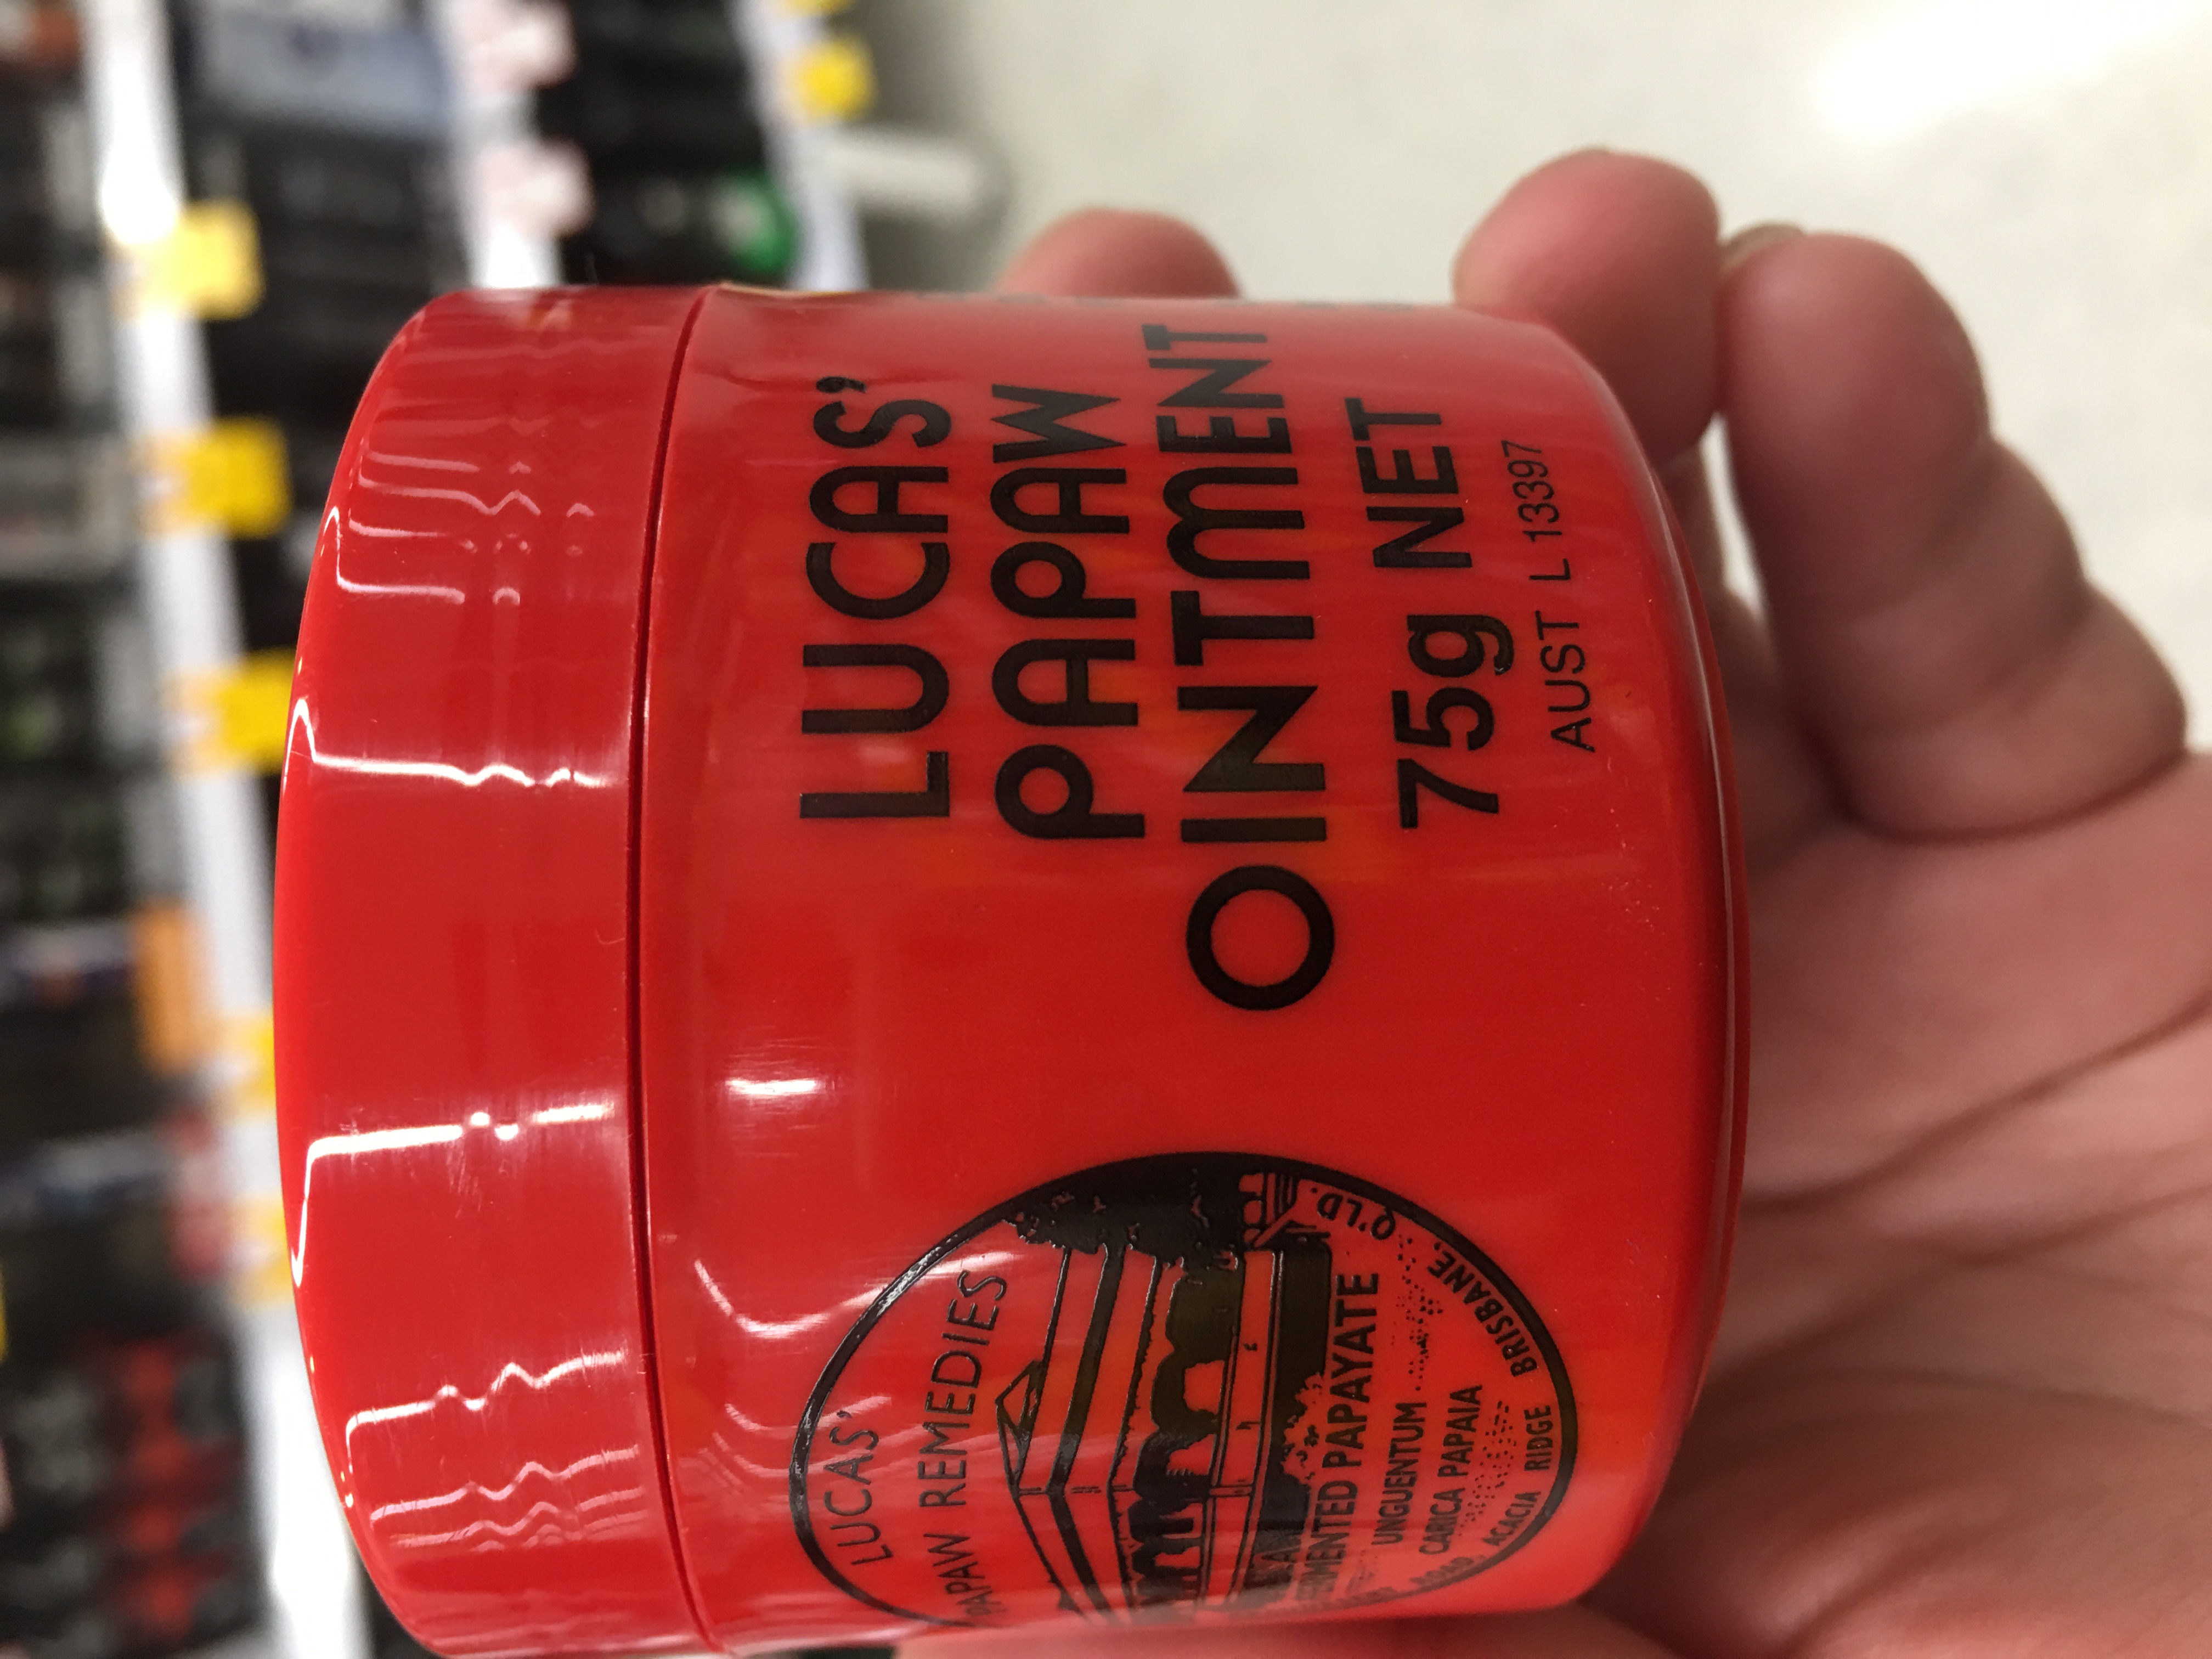 LUCAS'
PAPAW
OINTMENT
75g NET
AUST L 13397
LUCAS'
PAPAW REMEDIES
FERMENTED PAPAYATE
UNGUENTUM
CARICA PAPAIA
ACACIA RIDGE BRISBANE, Q'LD.